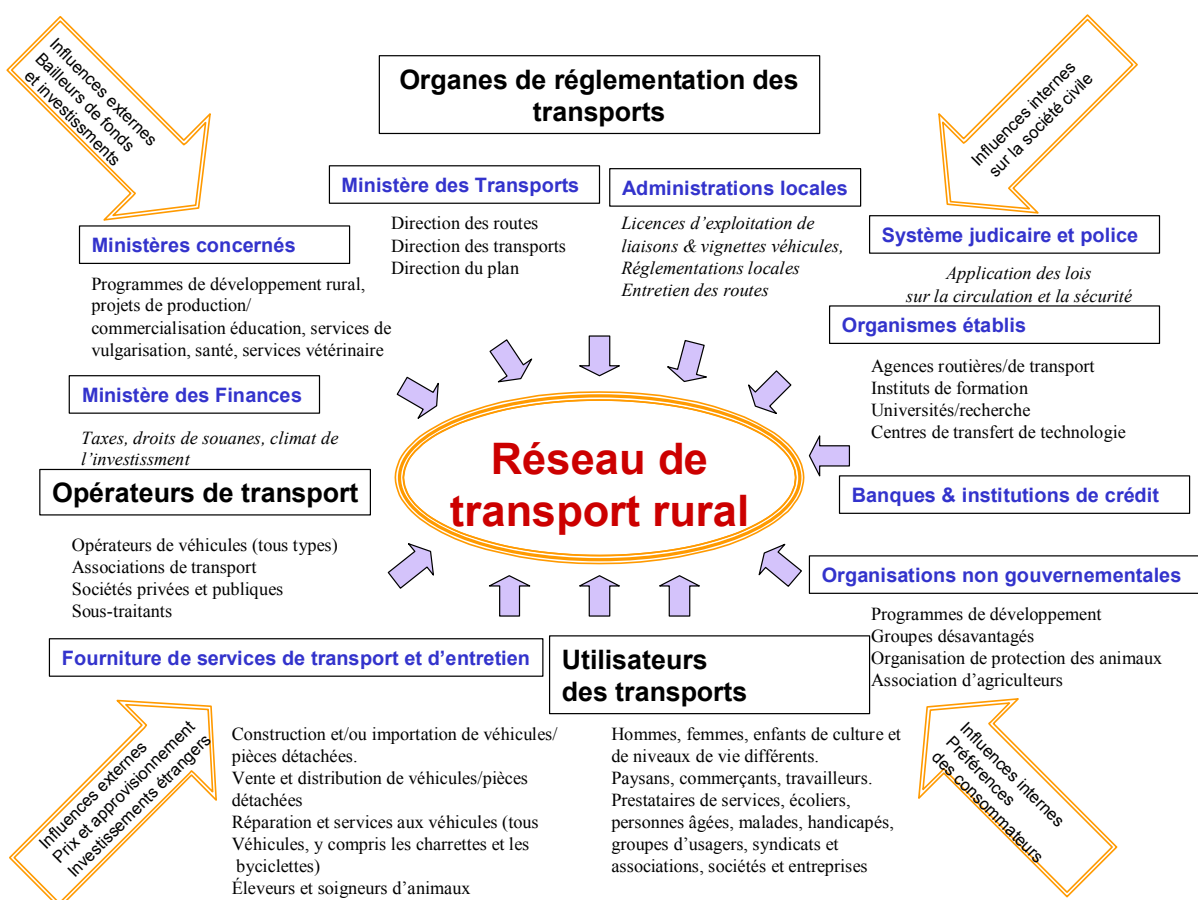 Influences externes
Bailleurs de fonds
et investissments
Organes de réglementation des
transports
Influences internes
sur la société civile
Ministère des Transports
Direction des routes
Direction des transports
Direction du plan
Administrations locales
Licences d’exploitation de
liaisons & vignettes véhicules,
Réglementations locales
Entretien des routes
Ministères concernés
Programmes de développement rural,
projets de production/
commercialisation éducation, services de
vulgarisation, santé, services vétérinaire
Système judicaire et police
Application des lois
sur la circulation et la sécurité
Organismes établis
Agences routières/de transport
Instituts de formation
Universités/recherche
Centres de transfert de technologie
Ministère des Finances
Taxes, droits de souanes, climat de
l’investissment
Réseau de
transport rural
Opérateurs de transport
Opérateurs de véhicules (tous types)
Associations de transport
Sociétés privées et publiques
Sous-traitants
Banques & institutions de crédit
Organisations non gouvernementales
Programmes de développement
Groupes désavantagés
Organisation de protection des animaux
Association d’agriculteurs
Fourniture de services de transport et d’entretien
Construction et/ou importation de véhicules/
pièces détachées.
Vente et distribution de véhicules/pièces
détachées
Réparation et services aux véhicules (tous
Véhicules, y compris les charrettes et les
byciclettes)
Éleveurs et soigneurs d’animaux
Utilisateurs
des transports
Hommes, femmes, enfants de culture et
de niveaux de vie différents.
Paysans, commerçants, travailleurs.
Prestataires de services, écoliers,
personnes âgées, malades, handicapés,
groupes d’usagers, syndicats et
associations, sociétés et entreprises
Influences externes
Prix et approvisionnement
Investissements étrangers
Influences internes
Préférences
des consommateurs